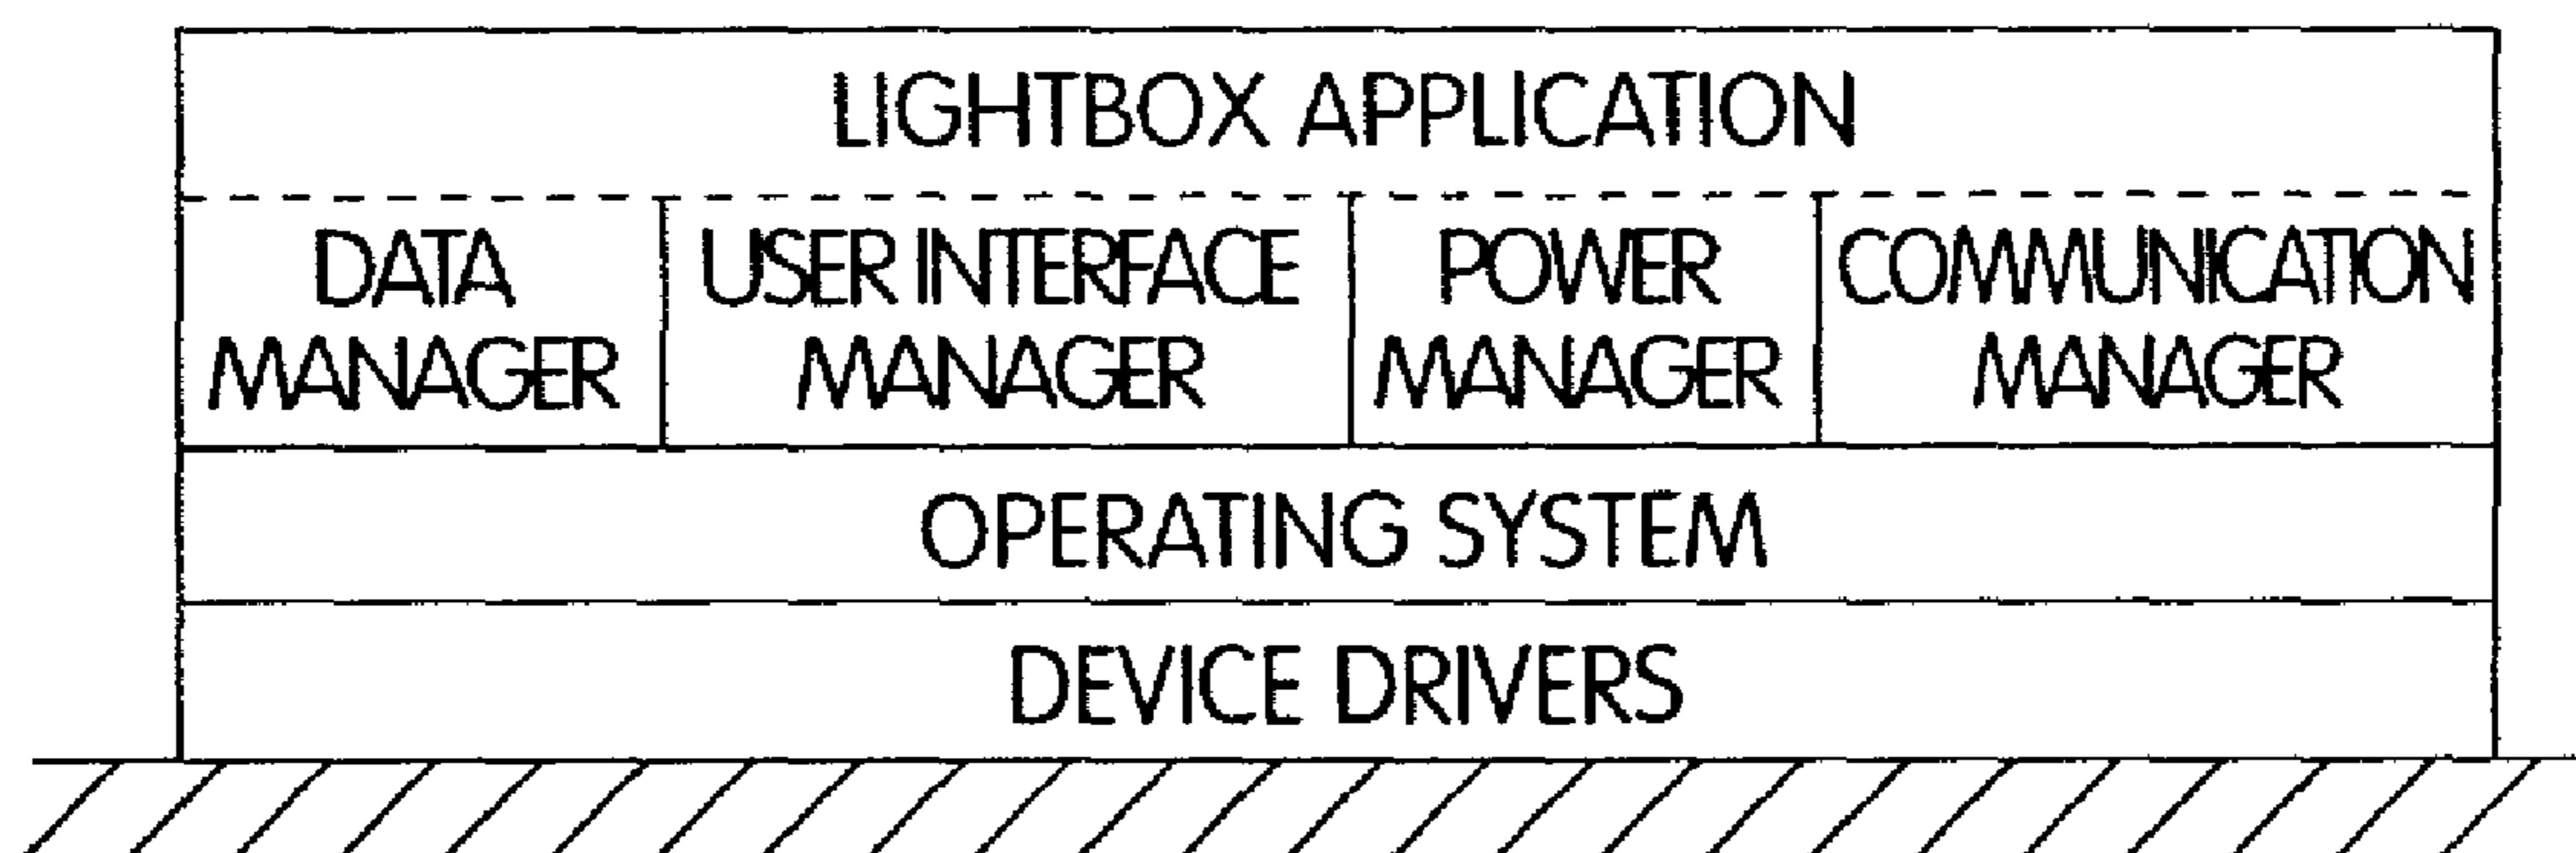 LIGHTBOX APPLICATION
DATA
MANAGER
USER INTERFACE
MANAGER
POWER
MANAGER
COMMUNICATION
MANAGER
OPERATING SYSTEM
DEVICE DRIVERS